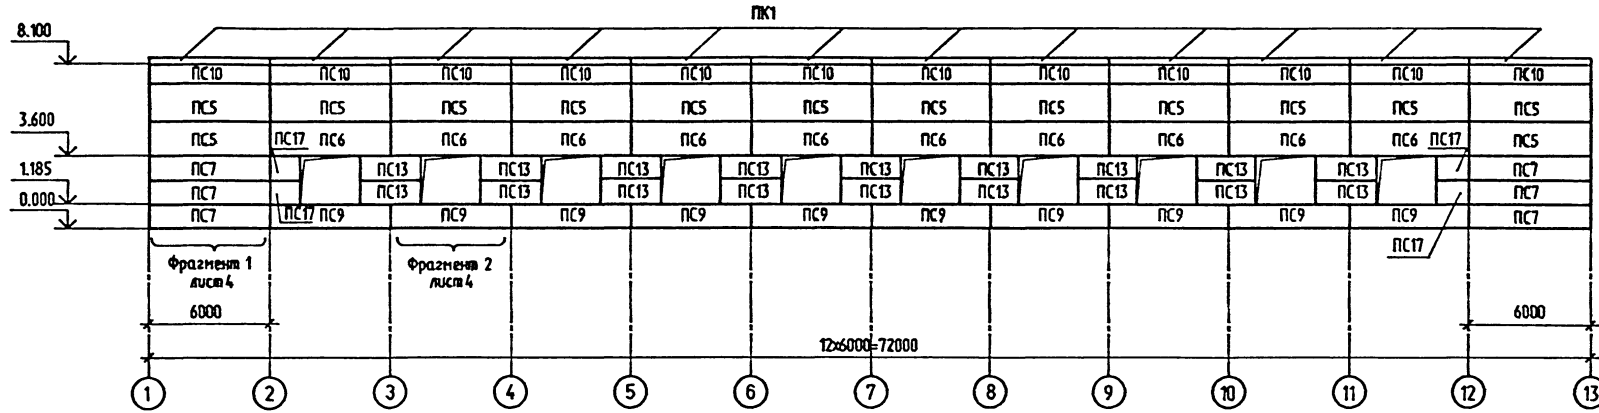 ПК1
8.100
ПС10 ПС10 ПС10 ПС10 ПС10 ПС10 ПС10 ПС10 ПС10 ПС10 ПС10 ПС10
ПС5 ПС5 ПС5 ПС5 ПС5 ПС5 ПС5 ПС5 ПС5 ПС5 ПС5 ПС5
3.600
ПС5 ПС17 ПС6 ПС6 ПС6 ПС6 ПС6 ПС6 ПС6 ПС6 ПС6 ПС6 ПС17 ПС5
ПС7 ПС13 ПС13 ПС13 ПС13 ПС13 ПС13 ПС13 ПС13 ПС13 ПС7
1.185
ПС7 ПС13 ПС13 ПС13 ПС13 ПС13 ПС13 ПС13 ПС13 ПС13 ПС7
0.000
ПС7 ПС17 ПС9 ПС9 ПС9 ПС9 ПС9 ПС9 ПС9 ПС9 ПС9 ПС9 ПС7
ПС17
Фрагмент 1
лист 4
Фрагмент 2
лист 4
6000 6000
12х6000=72000
1 2 3 4 5 6 7 8 9 10 11 12 13